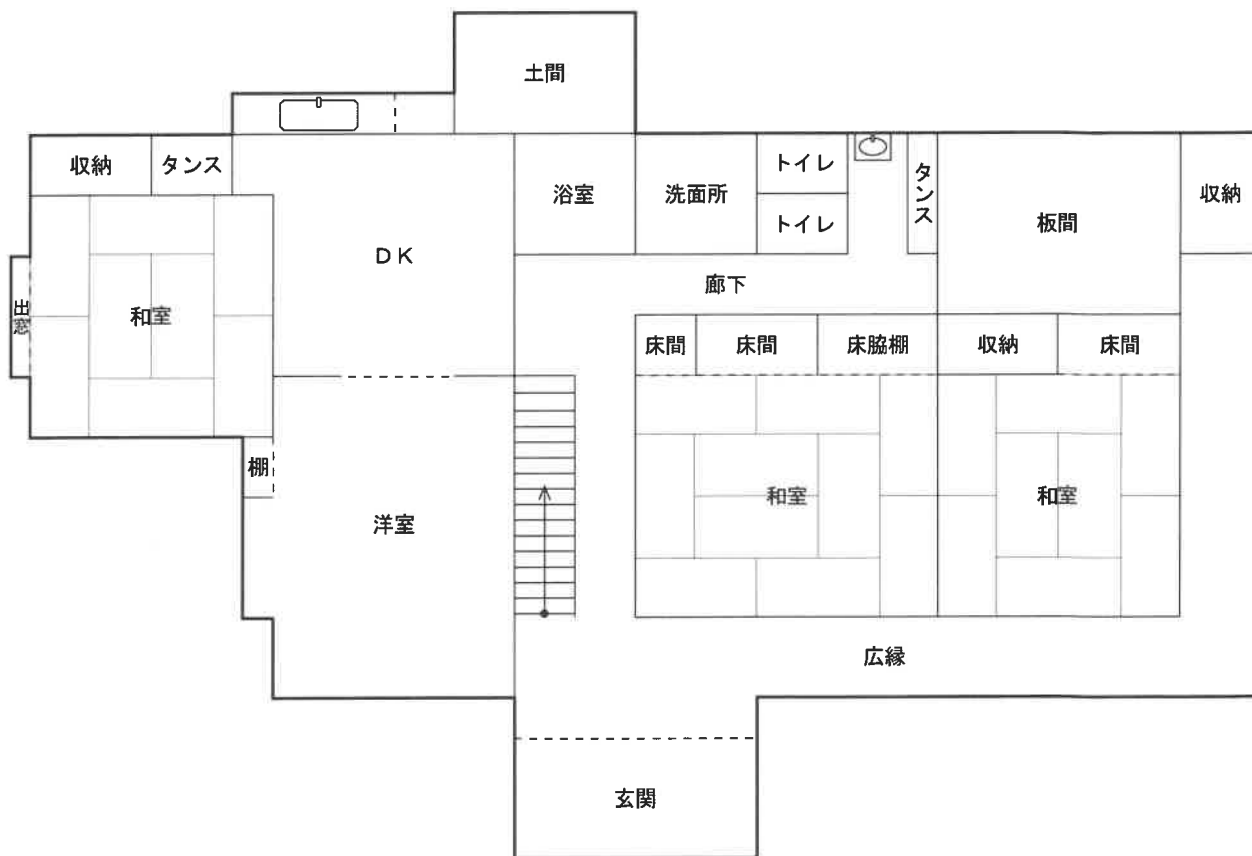 土間
収納
タンス
浴室
洗面所
トイレ
トイレ
タンス
板間
収納
DK
廊下
出窓
和室
床間
床間
床脇棚
収納
床間
棚
洋室
和室
和室
広縁
玄関